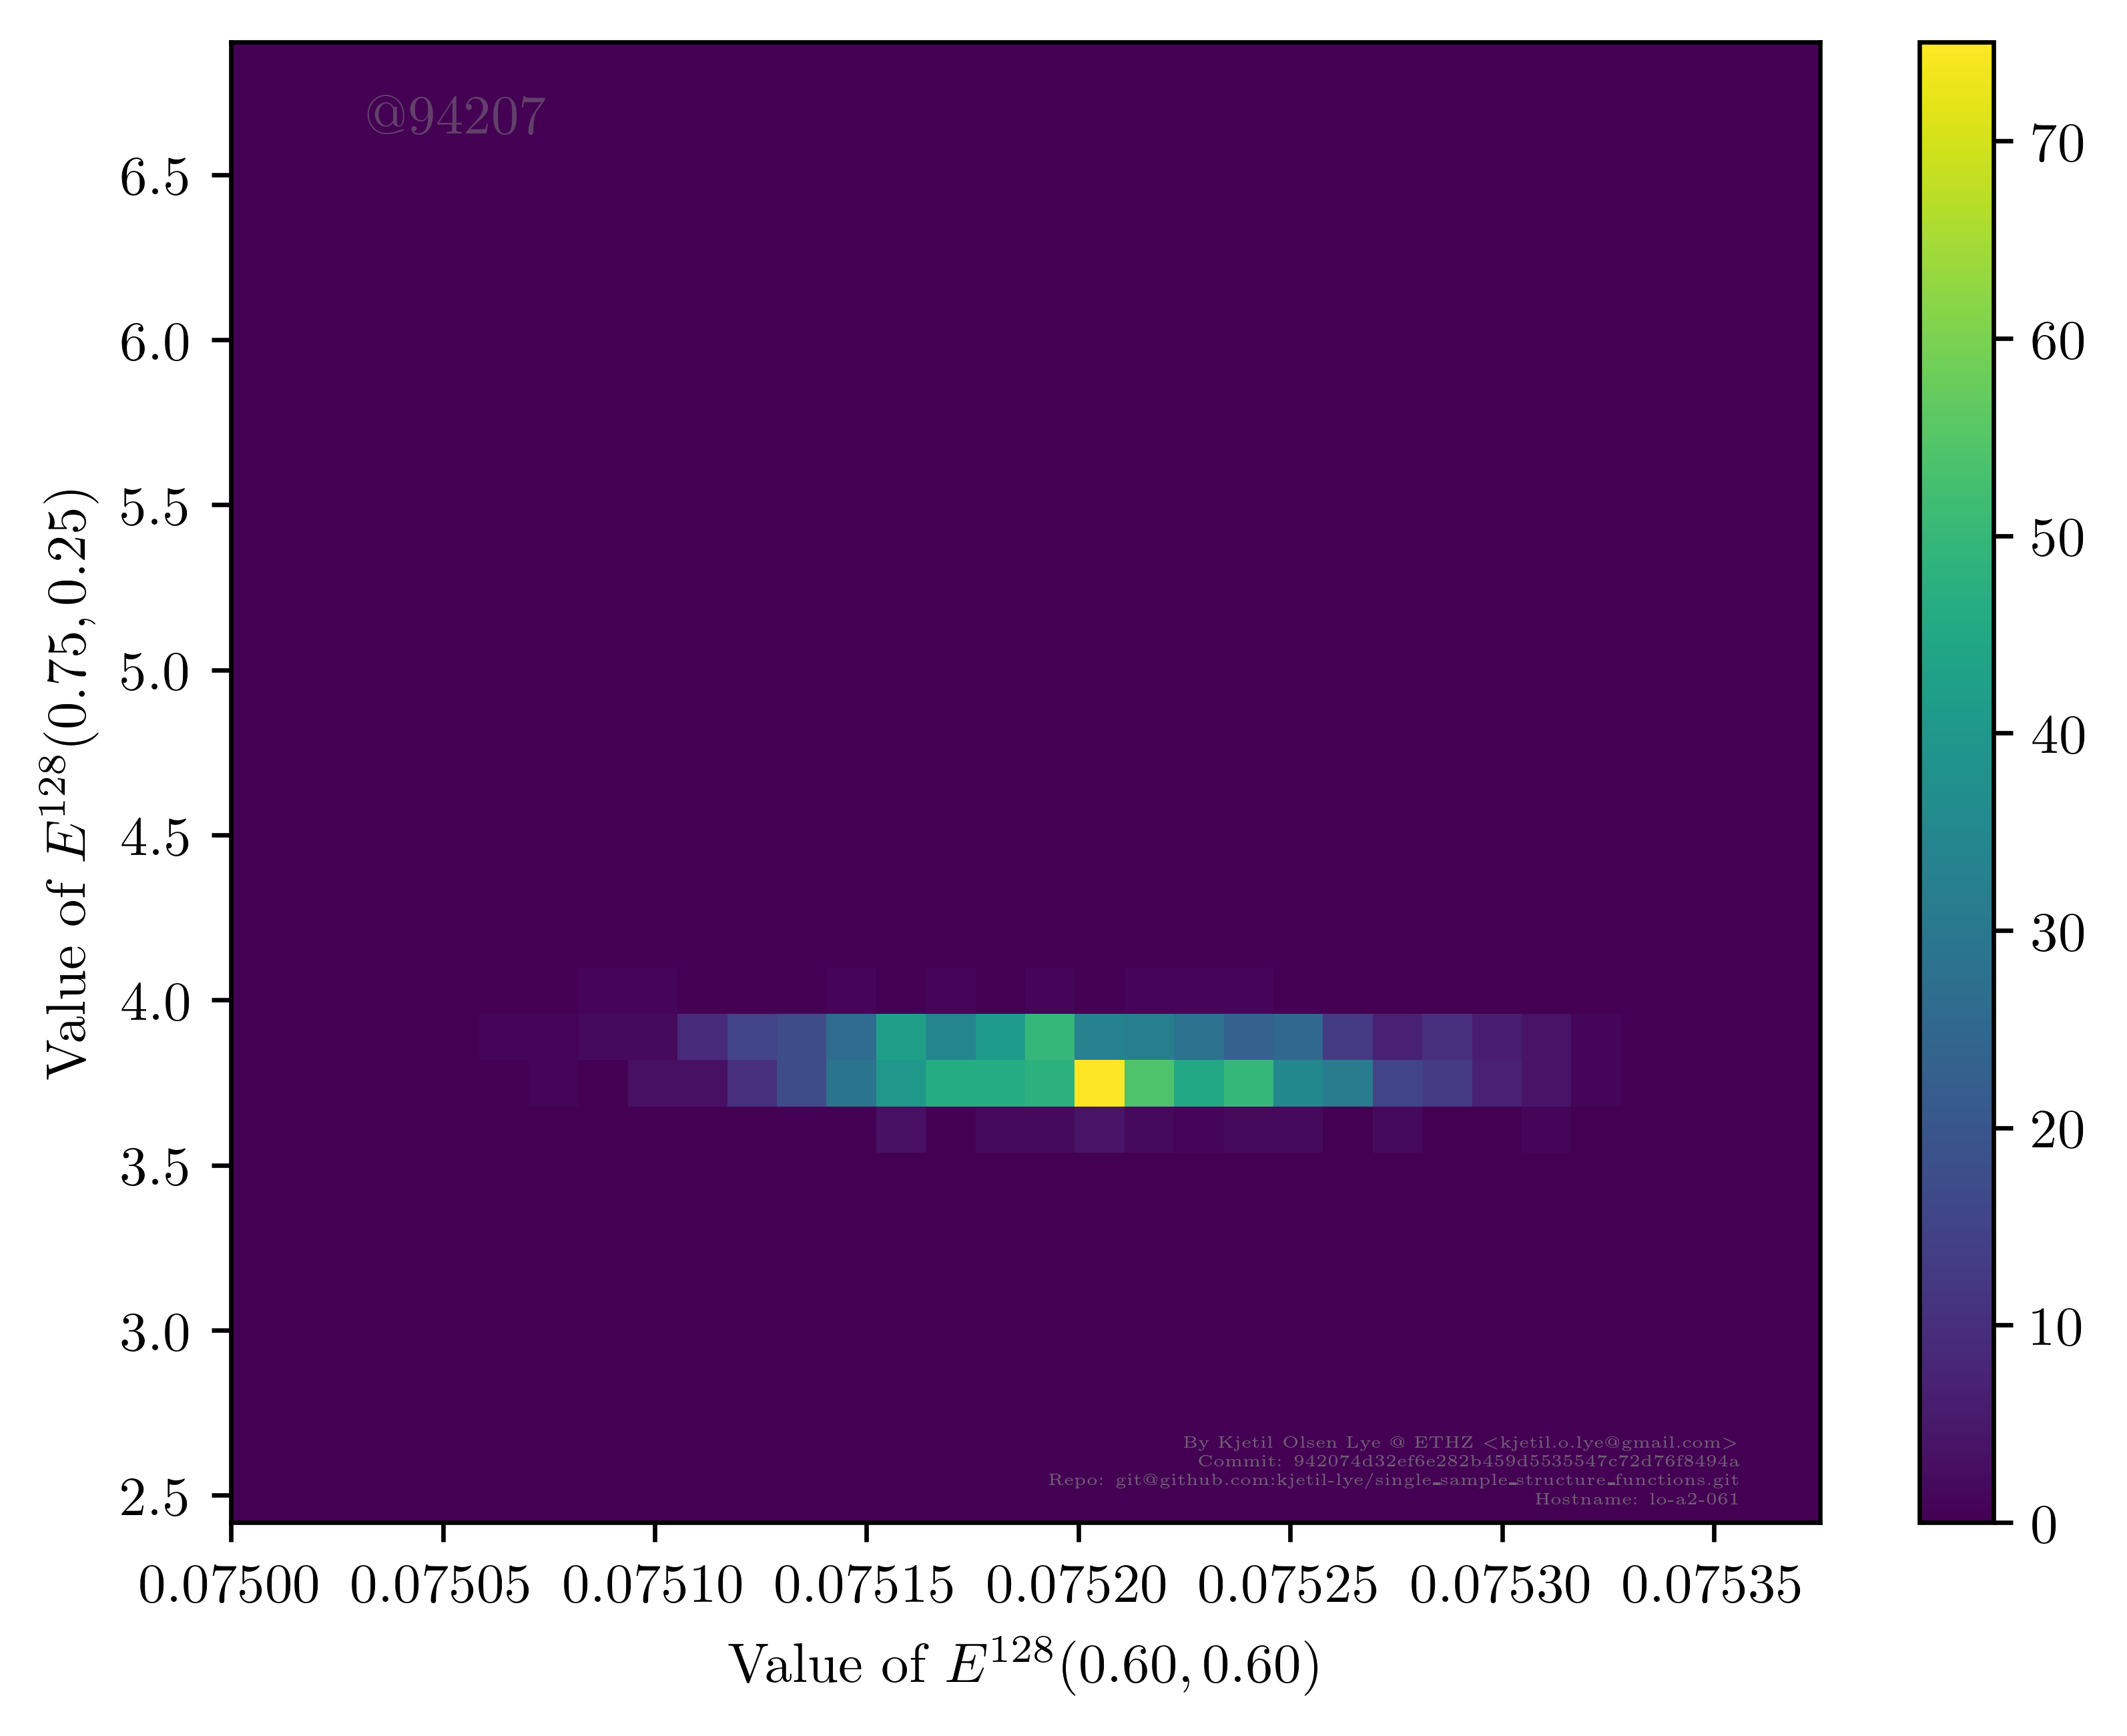 @94207
6.5
6.0
5.5
5.0
4.5
4.0
3.5
3.0
2.5
Value of E^128(0.75, 0.25)
0.07500 0.07505 0.07510 0.07515 0.07520 0.07525 0.07530 0.07535
Value of E^128(0.60, 0.60)
70
60
50
40
30
20
10
0
By Kjetil Olsen Lye @ ETHZ <kjetil.o.lye@gmail.com>
Commit: 942074d32ef6e282b459d5535547c72d76f8494a
Repo: git@github.com:kjetil-lye/single_sample_structure_functions.git
Hostname: lo-a2-061